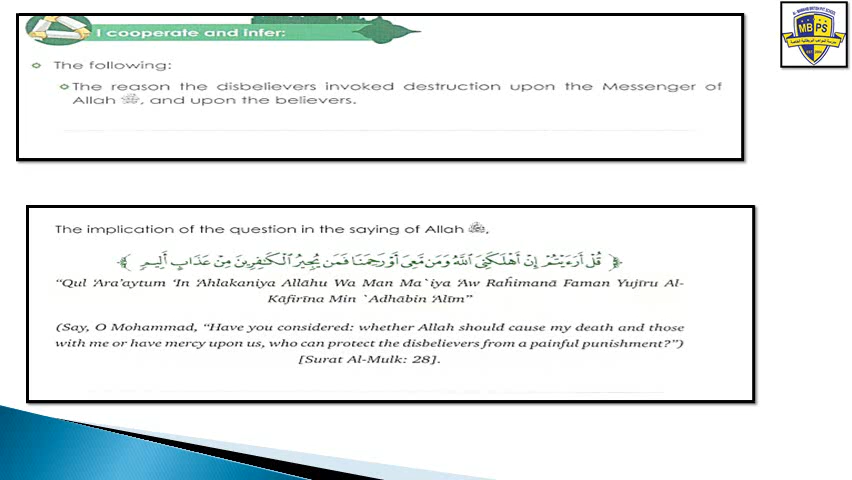 I cooperate and infer:
The following:
The reason the disbelievers invoked destruction upon the Messenger of
Allah ﷺ, and upon the believers.
MB PS
The implication of the question in the saying of Allah ,
﴿ قُلْ أَرَءَيْتُمْ إِنْ أَهْلَكَنِىَ ٱللَّهُ وَمَن مَّعِىَ أَوْ رَحِمَنَا فَمَن يُجِيرُ ٱلْكَٰفِرِينَ مِنْ عَذَابٍ أَلِيمٍ ﴾
“Qul ‘Ara’aytum ‘In ‘Ahlakaniya Allāhu Wa Man Ma`iya ‘Aw Raĥimanā Faman Yujīru Al-
Kāfirīna Min `Adhābin ‘Alīm”
(Say, O Mohammad, “Have you considered: whether Allah should cause my death and those
with me or have mercy upon us, who can protect the disbelievers from a painful punishment?”)
[Surat Al-Mulk: 28].